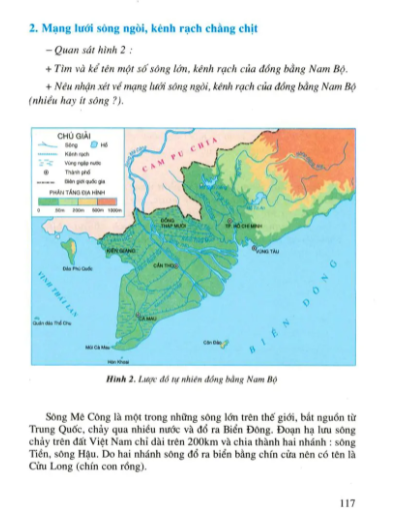 2. Mạng lưới sông ngòi, kênh rạch chằng chịt
– Quan sát hình 2 :
+ Tìm và kể tên một số sông lớn, kênh rạch của đồng bằng Nam Bộ.
+ Nêu nhận xét về mạng lưới sông ngòi, kênh rạch của đồng bằng Nam Bộ
(nhiều hay ít sông ?).
CHÚ GIẢI
Sông Hồ
Kênh rạch
Vùng ngập nước
Thành phố
Biên giới quốc gia
PHÂN TẦNG ĐỊA HÌNH
CAM PU CHIA
ĐỒNG
THÁP MƯỜI
TP. HỒ CHÍ MINH
KIÊN GIANG
VŨNG TÀU
CẦN THƠ
Đảo Phú Quốc
VỊNH THÁI LAN
BIỂN ĐÔNG
Quần đảo Thổ Chu
CÀ MAU
Mũi Cà Mau
Côn Đảo
Hòn Khoai
Hình 2. Lược đồ tự nhiên đồng bằng Nam Bộ
Sông Mê Công là một trong những sông lớn trên thế giới, bắt nguồn từ
Trung Quốc, chảy qua nhiều nước và đổ ra Biển Đông. Đoạn hạ lưu sông
chảy trên đất Việt Nam chỉ dài trên 200km và chia thành hai nhánh : sông
Tiền, sông Hậu. Do hai nhánh sông đổ ra biển bằng chín cửa nên có tên là
Cửu Long (chín con rồng).
117